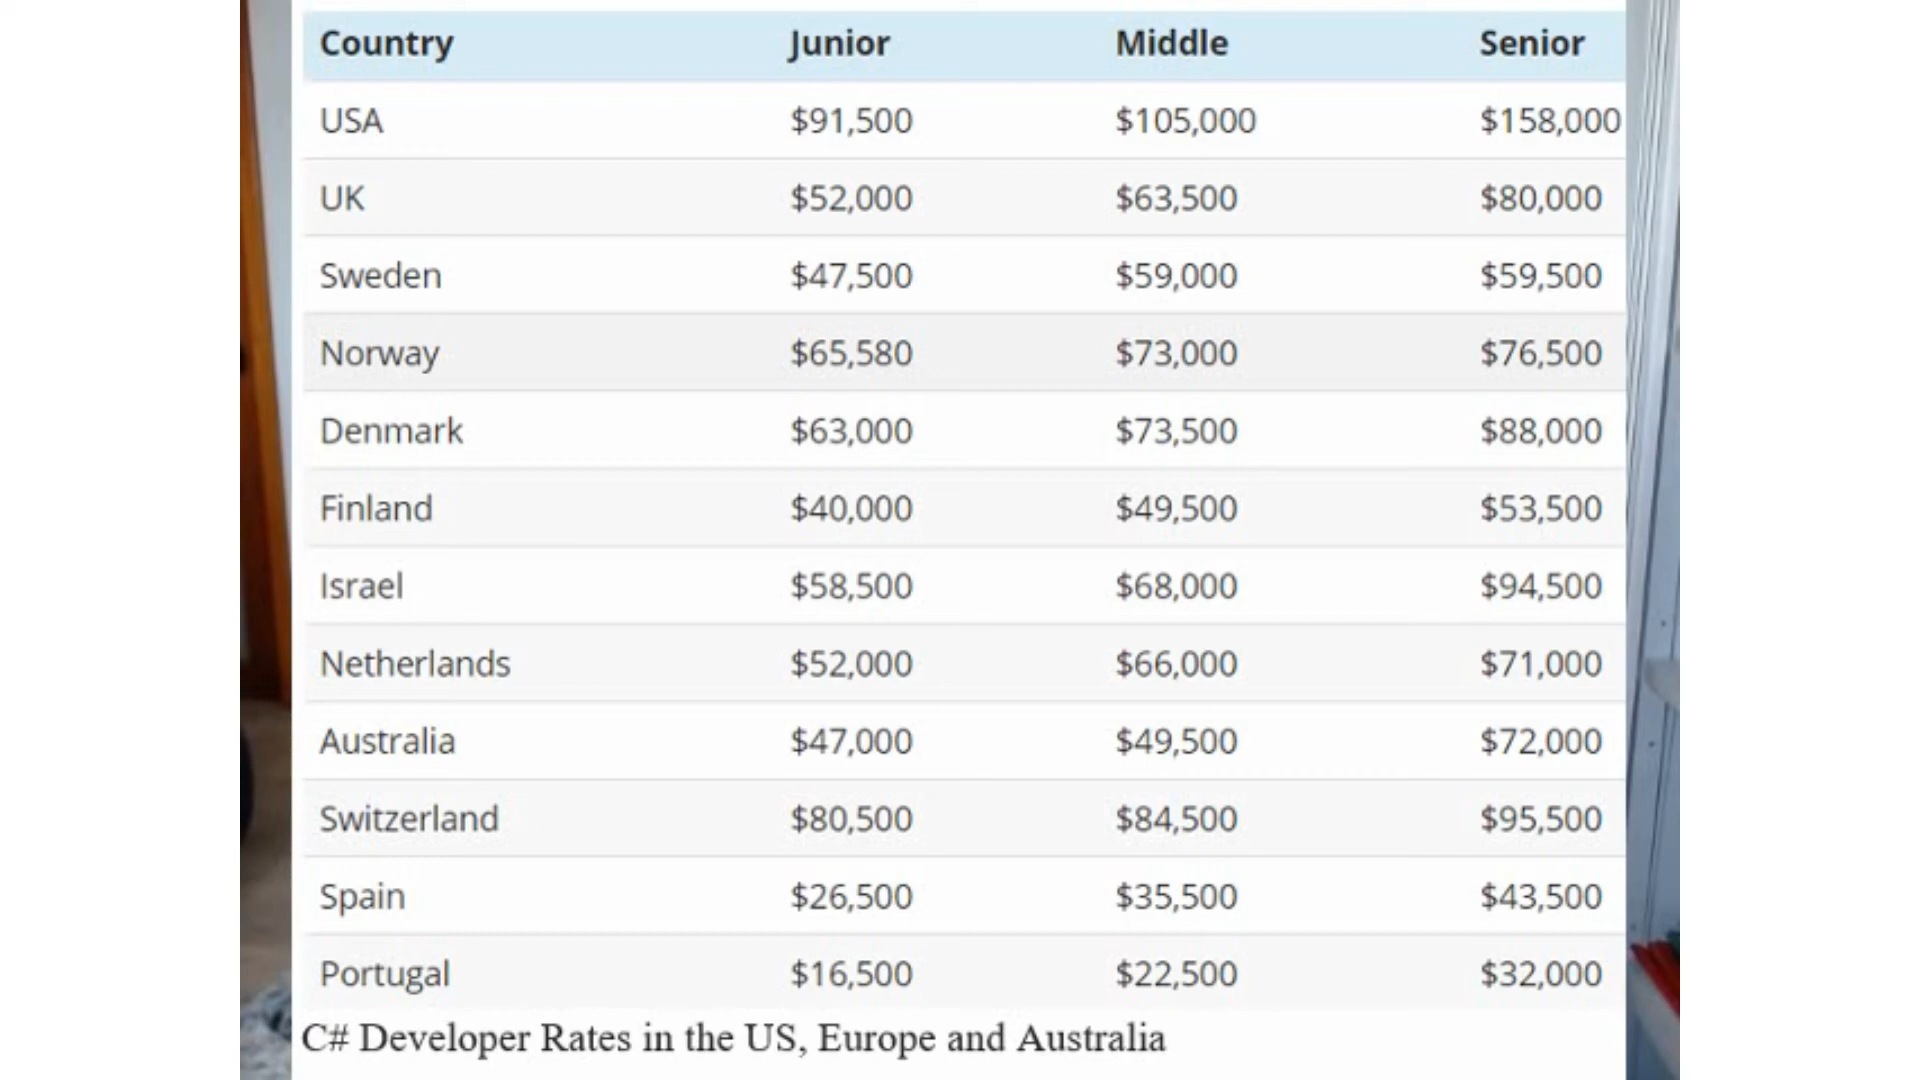 Country Junior Middle Senior
USA $91,500 $105,000 $158,000
UK $52,000 $63,500 $80,000
Sweden $47,500 $59,000 $59,500
Norway $65,580 $73,000 $76,500
Denmark $63,000 $73,500 $88,000
Finland $40,000 $49,500 $53,500
Israel $58,500 $68,000 $94,500
Netherlands $52,000 $66,000 $71,000
Australia $47,000 $49,500 $72,000
Switzerland $80,500 $84,500 $95,500
Spain $26,500 $35,500 $43,500
Portugal $16,500 $22,500 $32,000
C# Developer Rates in the US, Europe and Australia